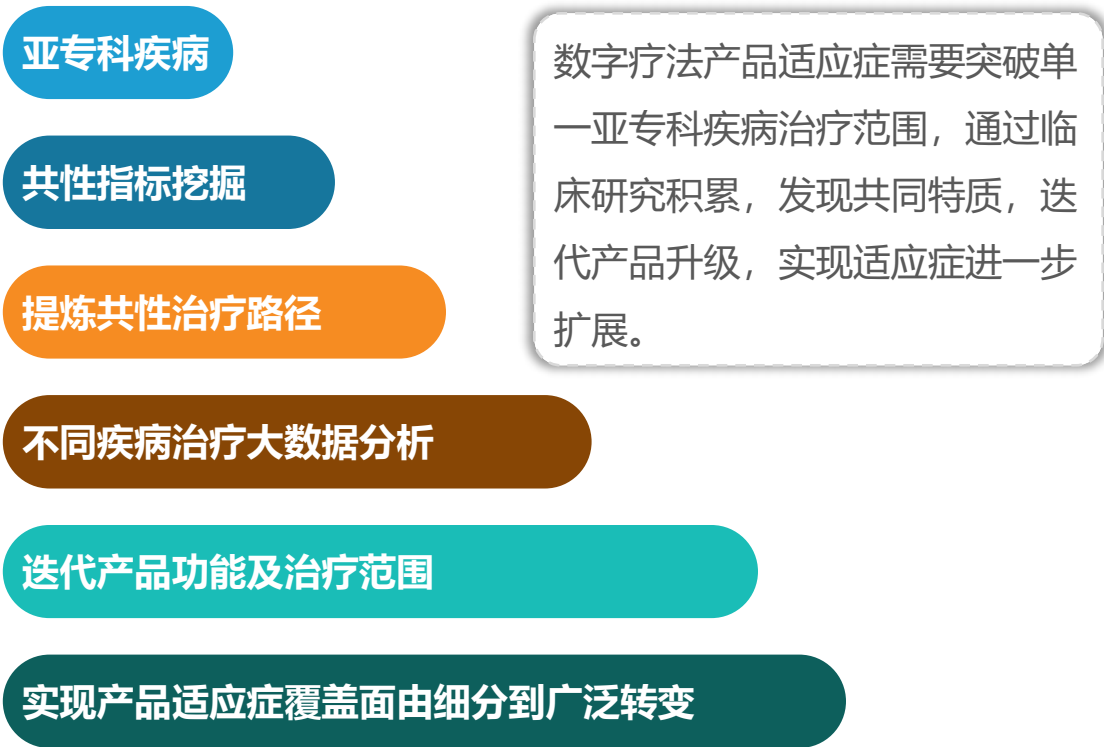 亚专科疾病
共性指标挖掘
提炼共性治疗路径
不同疾病治疗大数据分析
迭代产品功能及治疗范围
实现产品适应症覆盖面由细分到广泛转变
数字疗法产品适应症需要突破单
一亚专科疾病治疗范围，通过临
床研究积累，发现共同特质，迭
代产品升级，实现适应症进一步
扩展。